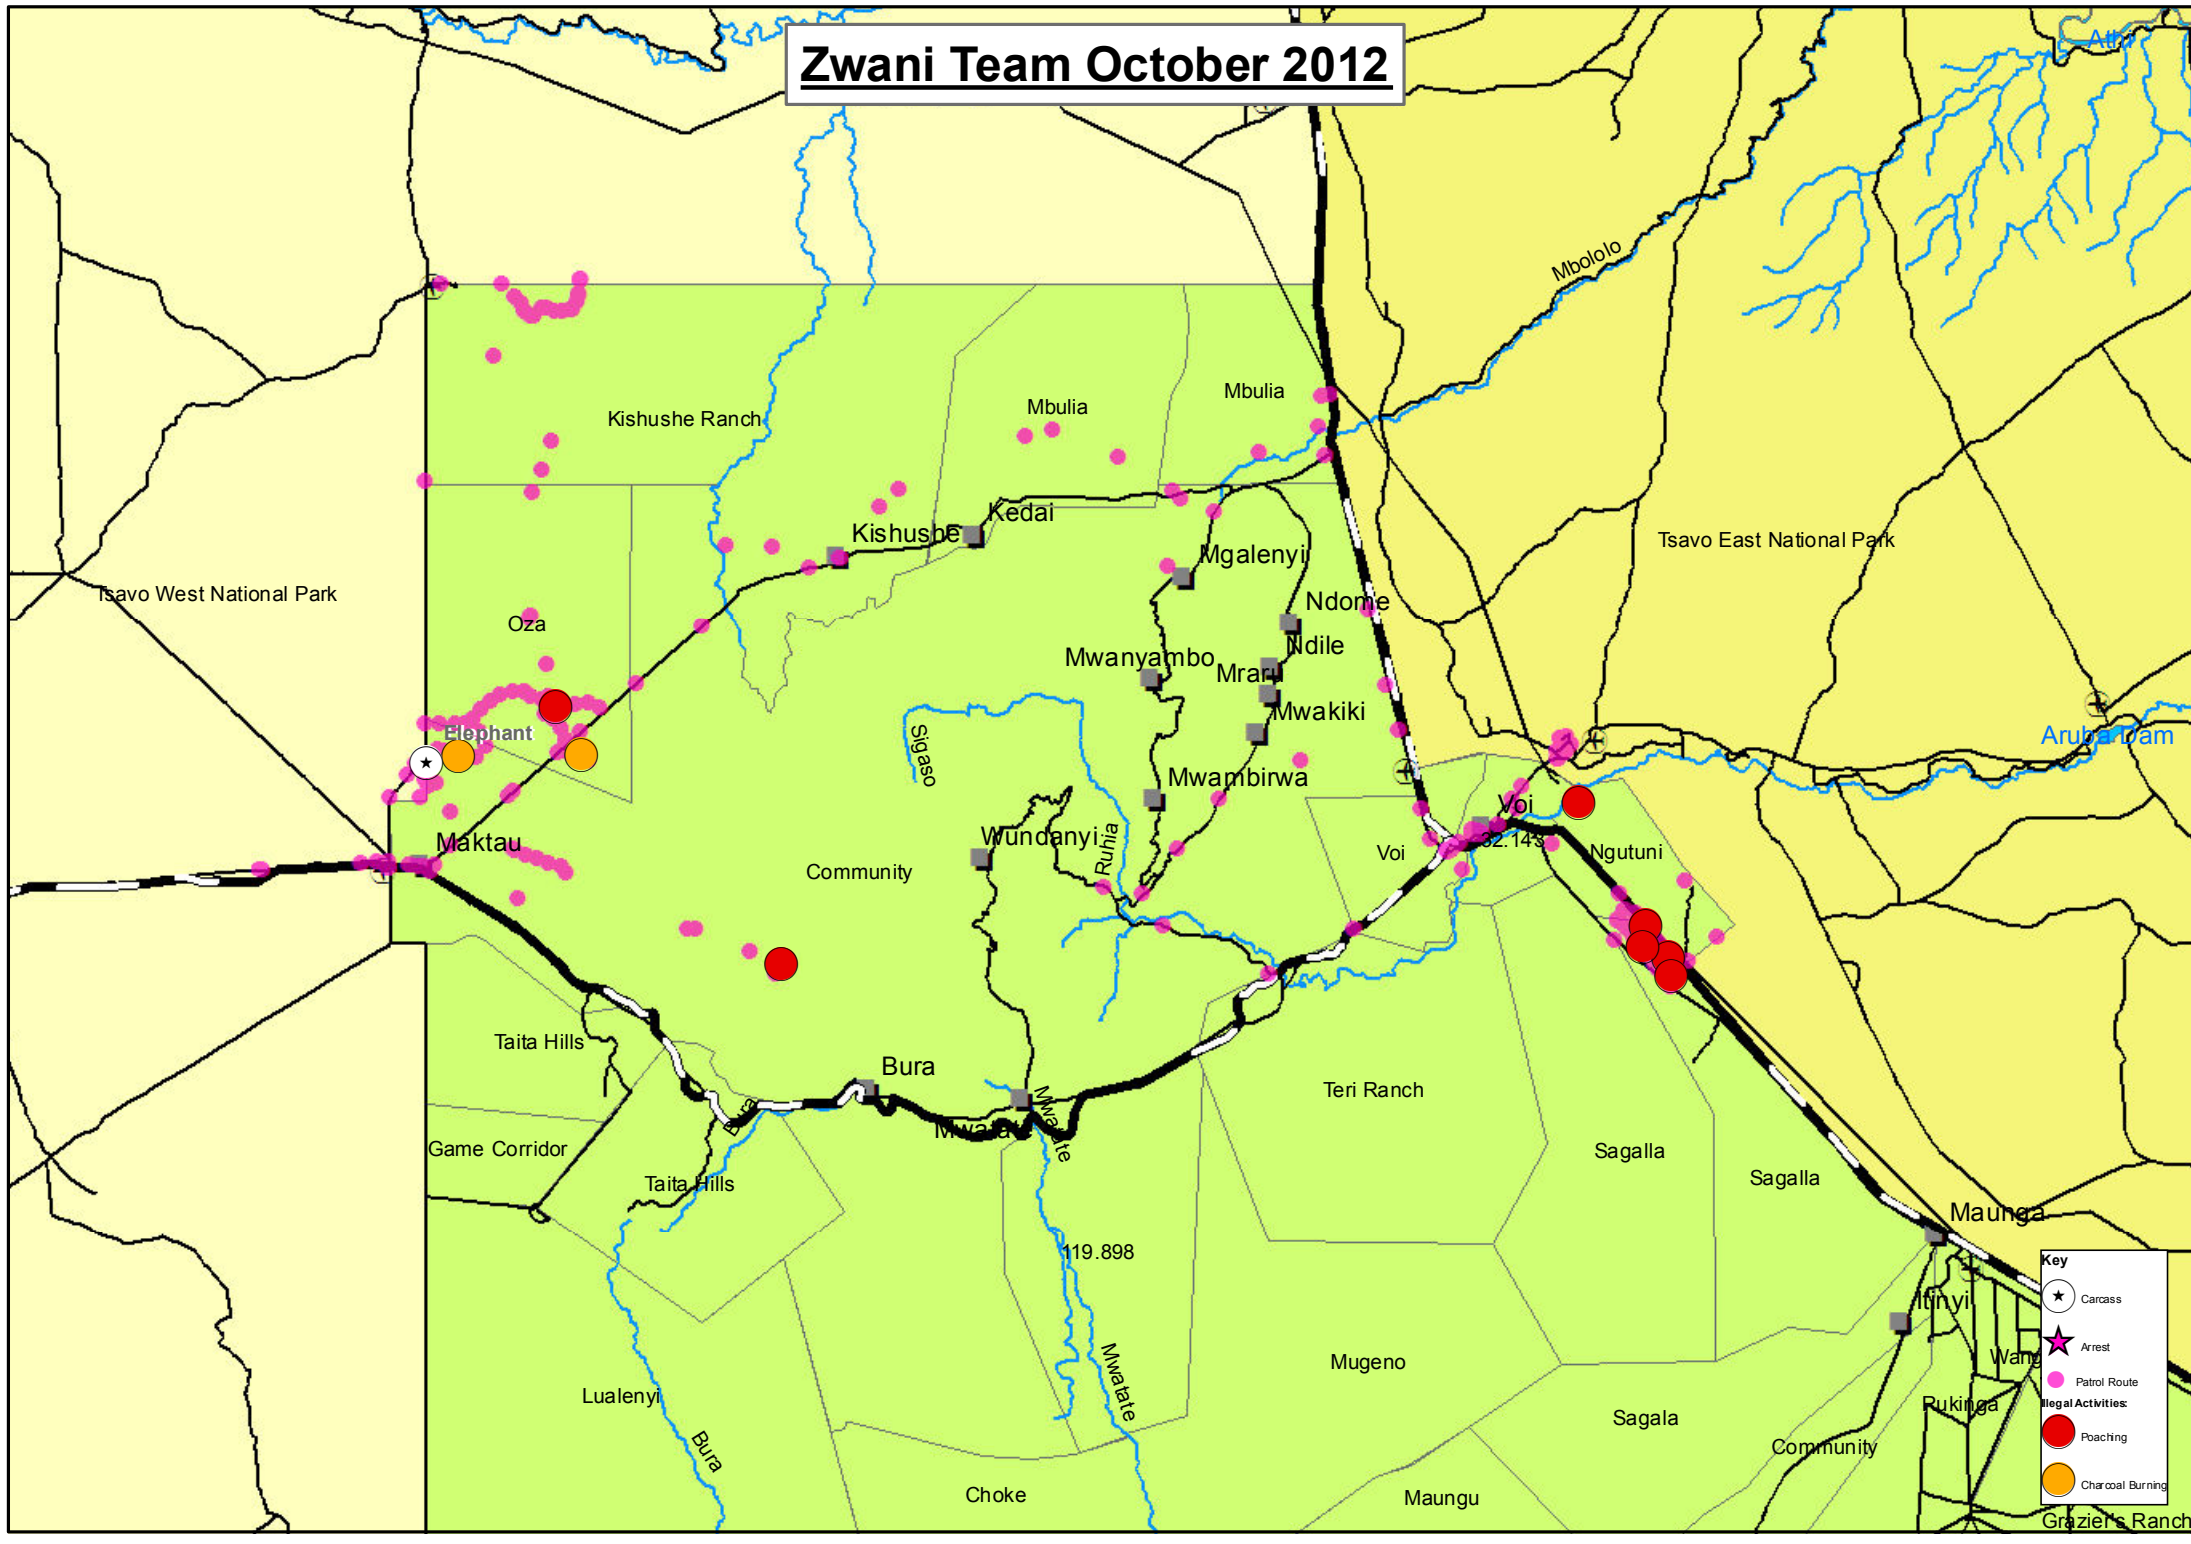 Zwani Team October 2012
Athi
Mbololo
Mbulia
Mbulia
Kishushe Ranch
Kedai
Kishushe
Tsavo East National Park
Mgalenyi
Tsavo West National Park
Ndome
Oza
Ndile
Mwanyambo
Mraru
Mwakiki
Elephant
Aruba Dam
Sigaso
Mwambirwa
Voi
Wundanyi
Maktau
Ruhia
Voi
32.143
Ngutuni
Community
Taita Hills
Bura
Teri Ranch
Bura
Mwatate
Mwatate
Game Corridor
Sagalla
Sagalla
Taita Hills
Maunga
119.898
Itinyi
Mugeno
Wang
Mwatate
Lualenyi
Rukinga
Sagala
Bura
Community
Choke
Maungu
Grazier's Ranch
Key
Carcass
Arrest
Patrol Route
Illegal Activities:
Poaching
Charcoal Burning